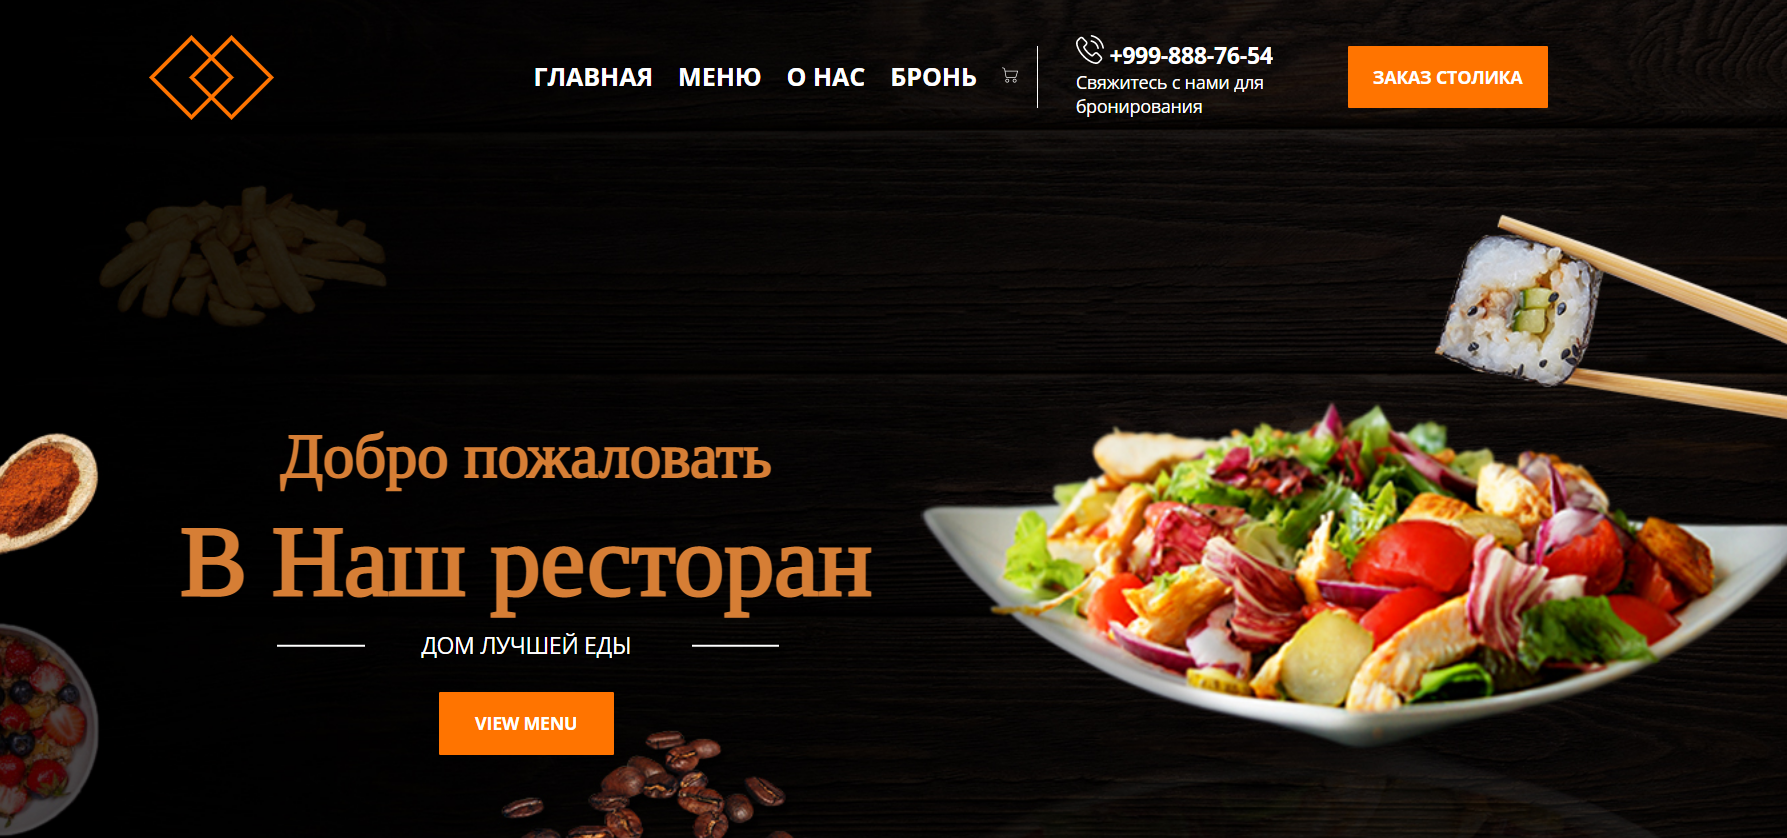 ГЛАВНАЯ МЕНЮ О НАС БРОНЬ
+999-888-76-54
Свяжитесь с нами для
бронирования
ЗАКАЗ СТОЛИКА
Добро пожаловать
В Наш ресторан
ДОМ ЛУЧШЕЙ ЕДЫ
VIEW MENU